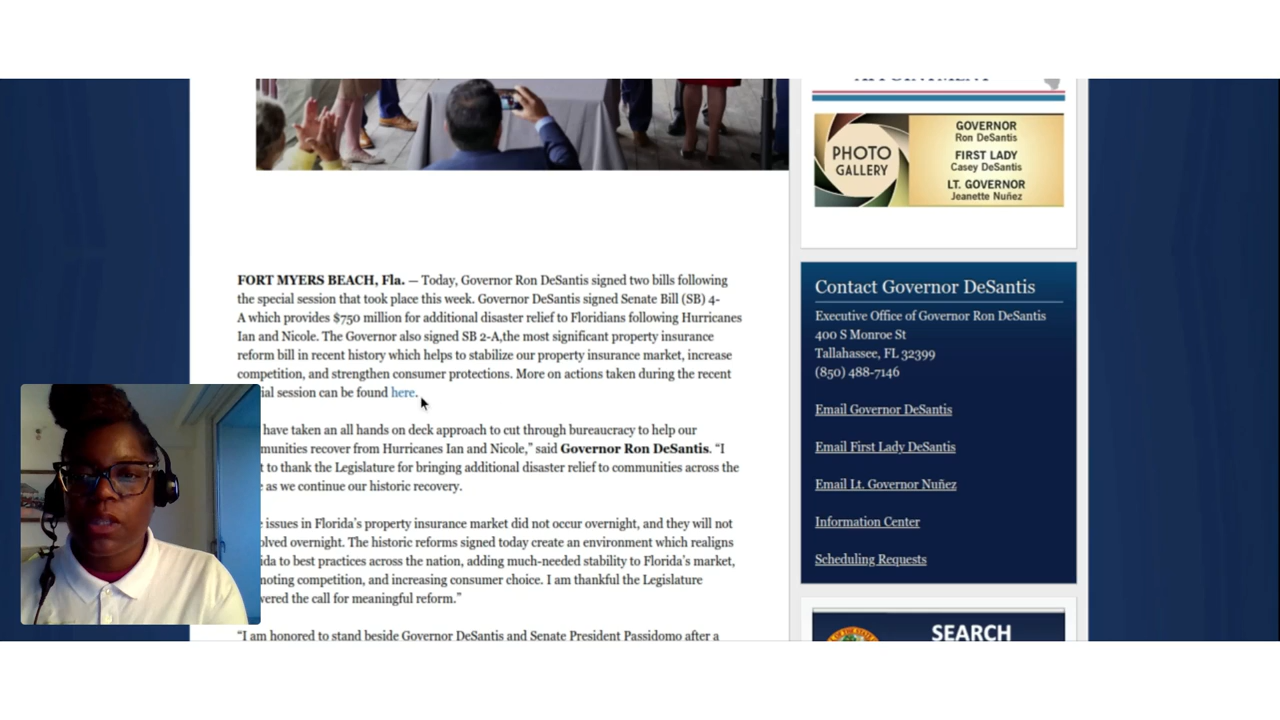 FORT MYERS BEACH, Fla. — Today, Governor Ron DeSantis signed two bills following
the special session that took place this week. Governor DeSantis signed Senate Bill (SB) 4-
A which provides $750 million for additional disaster relief to Floridians following Hurricanes
Ian and Nicole. The Governor also signed SB 2-A,the most significant property insurance
reform bill in recent history which helps to stabilize our property insurance market, increase
competition, and strengthen consumer protections. More on actions taken during the recent
ial session can be found here.
have taken an all hands on deck approach to cut through bureaucracy to help our
munities recover from Hurricanes Ian and Nicole,” said Governor Ron DeSantis. “I
t to thank the Legislature for bringing additional disaster relief to communities across the
as we continue our historic recovery.
issues in Florida’s property insurance market did not occur overnight, and they will not
olved overnight. The historic reforms signed today create an environment which realigns
ida to best practices across the nation, adding much-needed stability to Florida’s market,
moting competition, and increasing consumer choice. I am thankful the Legislature
wered the call for meaningful reform.”
“I am honored to stand beside Governor DeSantis and Senate President Passidomo after a
PHOTO
GALLERY
GOVERNOR
Ron DeSantis
FIRST LADY
Casey DeSantis
LT. GOVERNOR
Jeanette Nuñez
Contact Governor DeSantis
Executive Office of Governor Ron DeSantis
400 S Monroe St
Tallahassee, FL 32399
(850) 488-7146
Email Governor DeSantis
Email First Lady DeSantis
Email Lt. Governor Nuñez
Information Center
Scheduling Requests
SEARCH